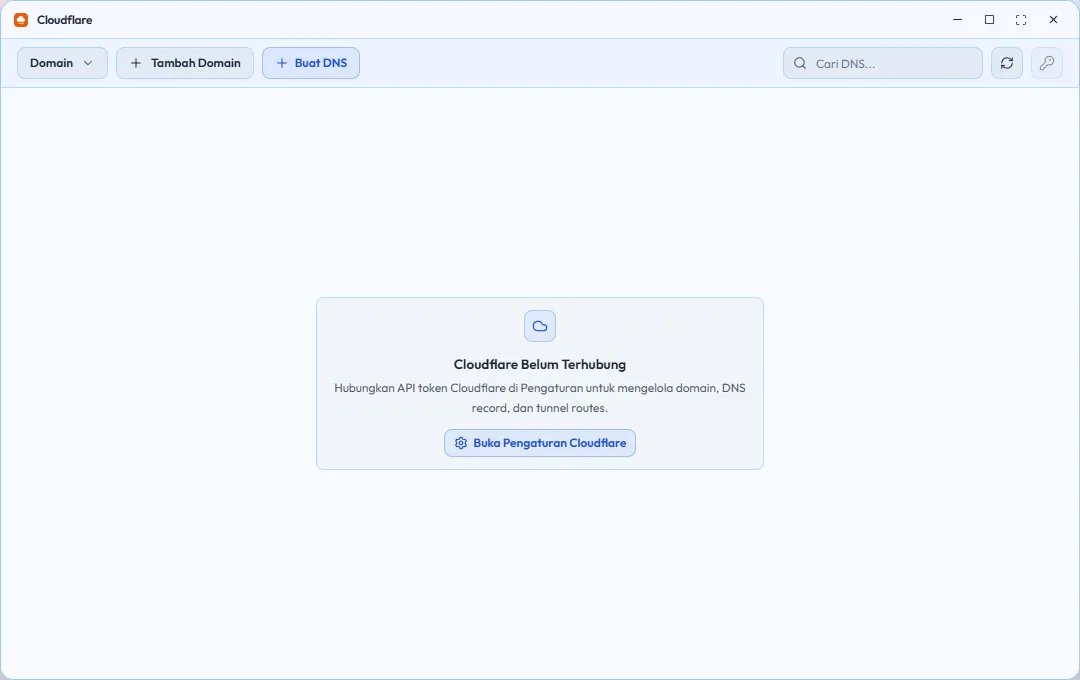 Cloudflare
Domain
Tambah Domain
Buat DNS
Cari DNS...
Cloudflare Belum Terhubung
Hubungkan API token Cloudflare di Pengaturan untuk mengelola domain, DNS
record, dan tunnel routes.
Buka Pengaturan Cloudflare